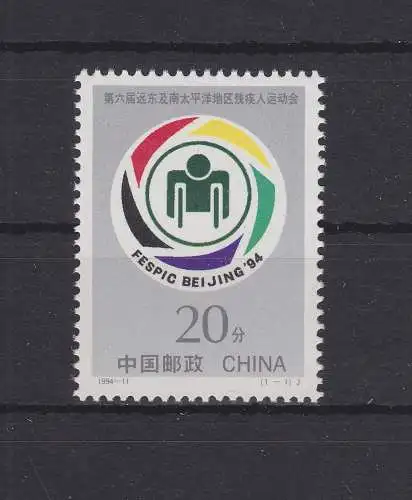 第六届远东及南太平洋地区残疾人运动会
FESPIC BEIJING '94
20分
中国邮政 CHINA
1994-11 (1-1)J